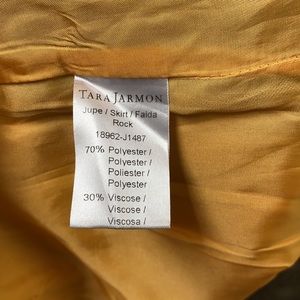 TARA JARMON
Jupe / Skirt / Falda
Rock
18962-J1487
70% Polyester /
Polyester /
Poliester /
Polyester
30% Viscose /
Viscose /
Viscosa /